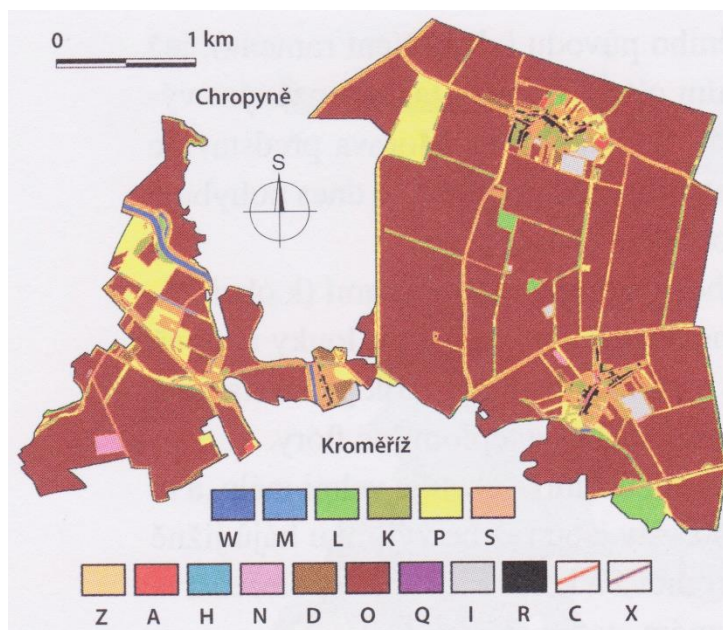 0 1 km
Chropyně
S
Kroměříž
W M L K P S
Z A H N D O Q I R C X